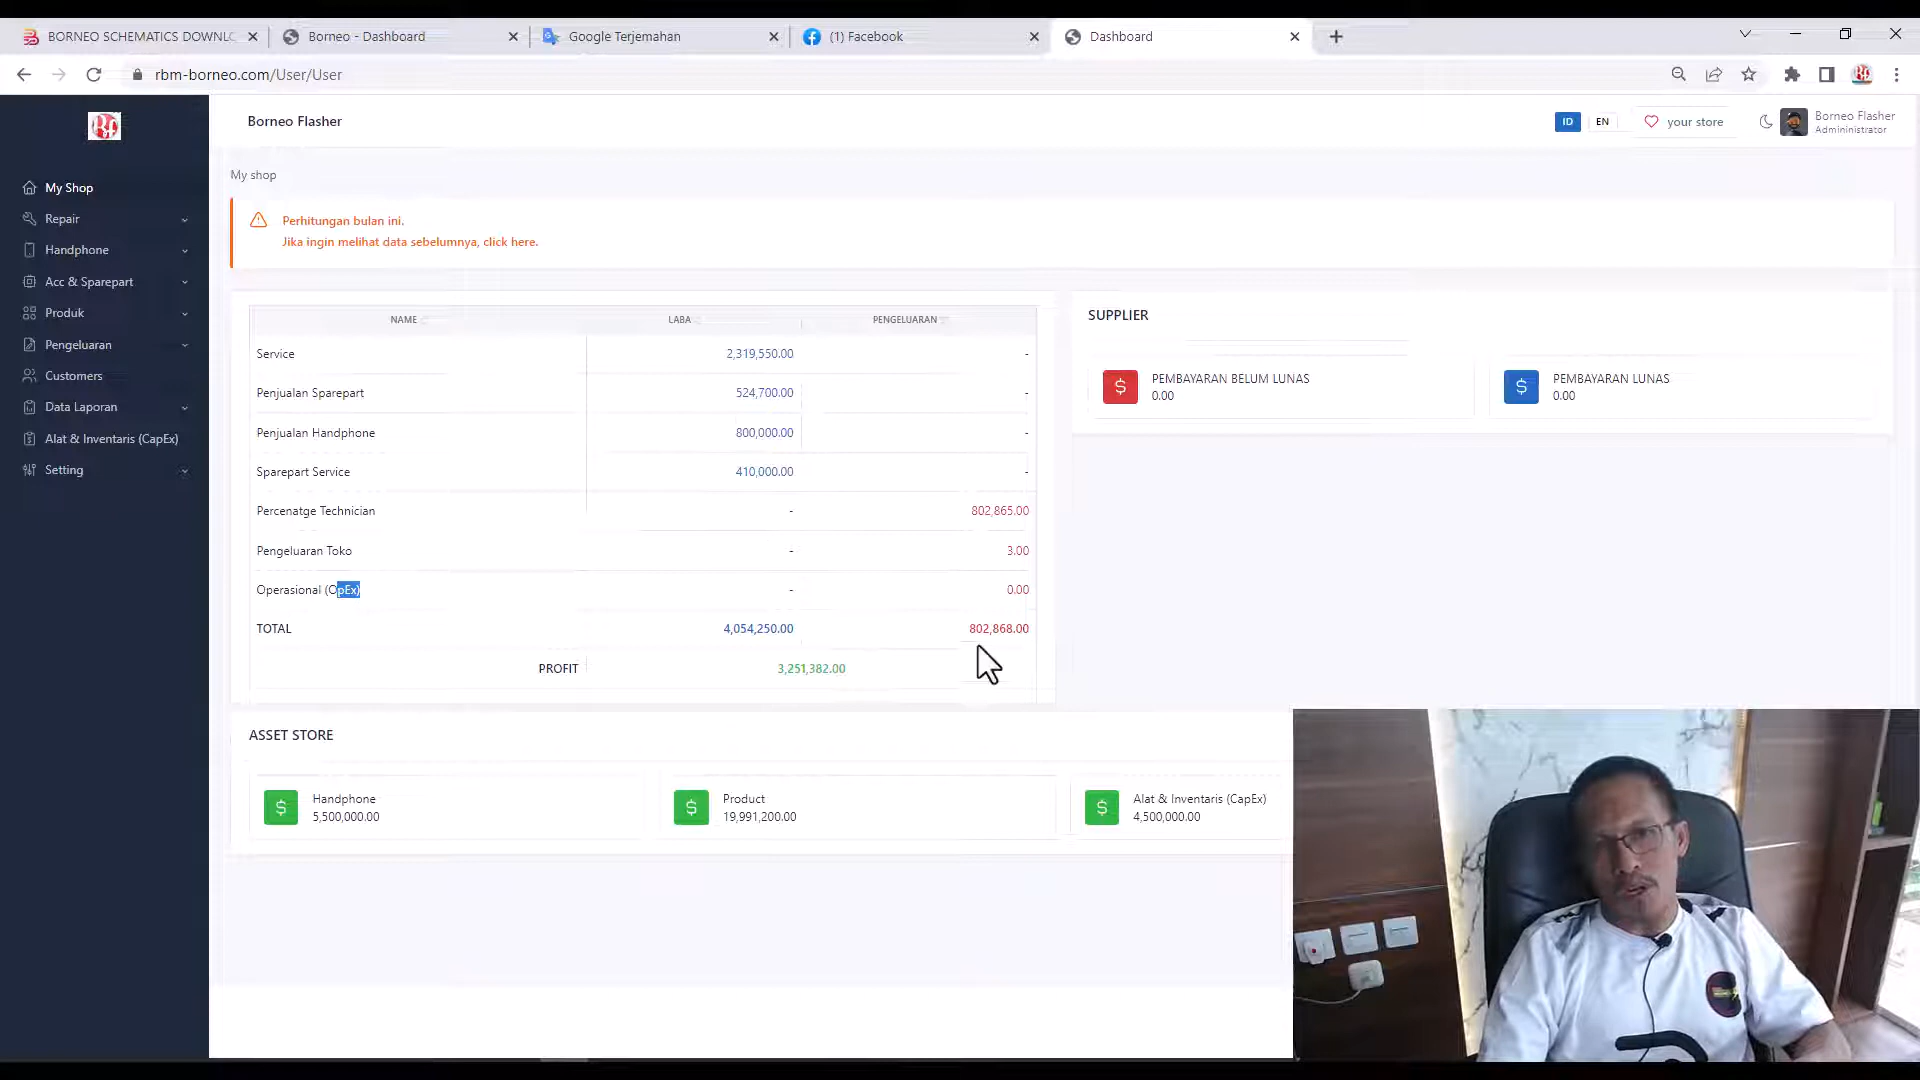 BORNEO SCHEMATICS DOWNLO
Borneo - Dashboard
Google Terjemahan
(1) Facebook
Dashboard
rbm-borneo.com/User/User
Borneo Flasher
ID
EN
your store
Borneo Flasher
Admininistrator
My Shop
Repair
Handphone
Acc & Sparepart
Produk
Pengeluaran
Customers
Data Laporan
Alat & Inventaris (CapEx)
Setting
My shop
Perhitungan bulan ini.
Jika ingin melihat data sebelumnya, click here.
NAME LABA PENGELUARAN
Service 2,319,550.00 -
Penjualan Sparepart 524,700.00 -
Penjualan Handphone 800,000.00 -
Sparepart Service 410,000.00 -
Percenatge Technician - 802,865.00
Pengeluaran Toko - 3.00
Operasional (OpEx) - 0.00
TOTAL 4,054,250.00 802,868.00
PROFIT 3,251,382.00
SUPPLIER
PEMBAYARAN BELUM LUNAS
0.00
PEMBAYARAN LUNAS
0.00
ASSET STORE
Handphone
5,500,000.00
Product
19,991,200.00
Alat & Inventaris (CapEx)
4,500,000.00